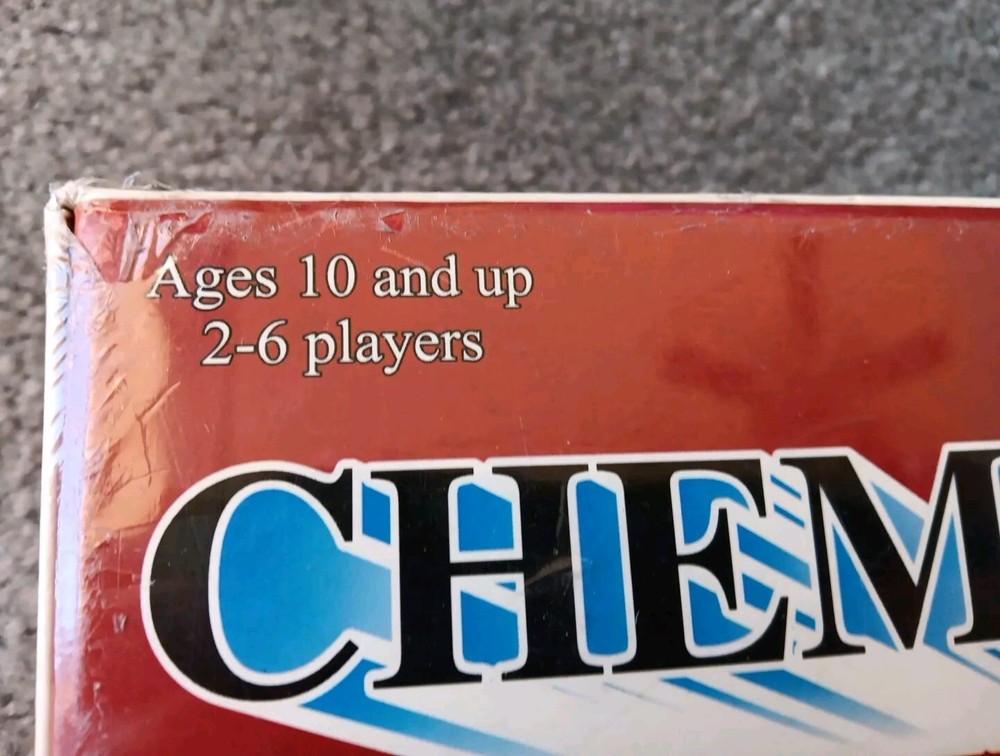 Ages 10 and up
2-6 players
CHEM